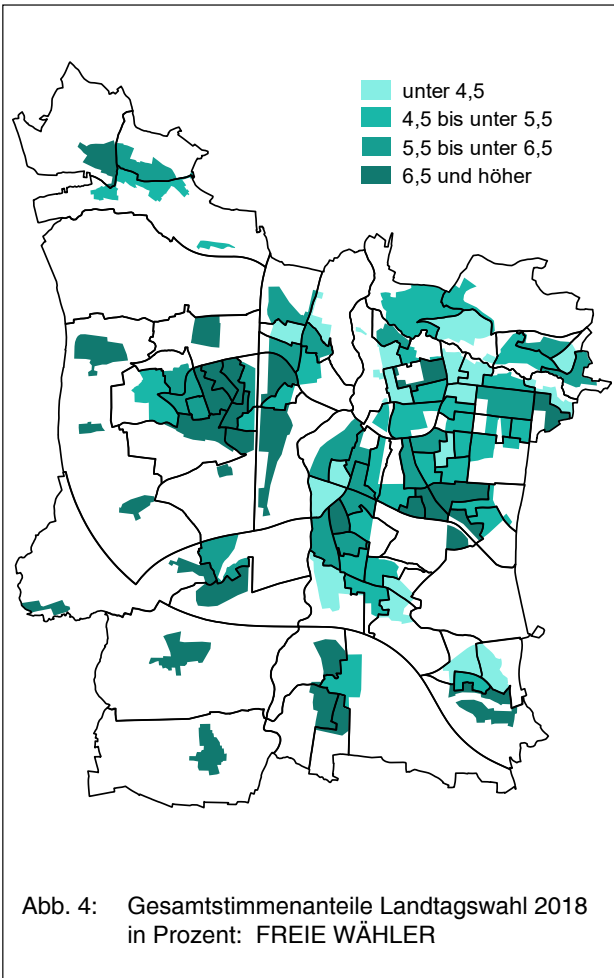 unter 4,5
4,5 bis unter 5,5
5,5 bis unter 6,5
6,5 und höher
Abb. 4: Gesamtstimmenanteile Landtagswahl 2018
in Prozent: FREIE WÄHLER